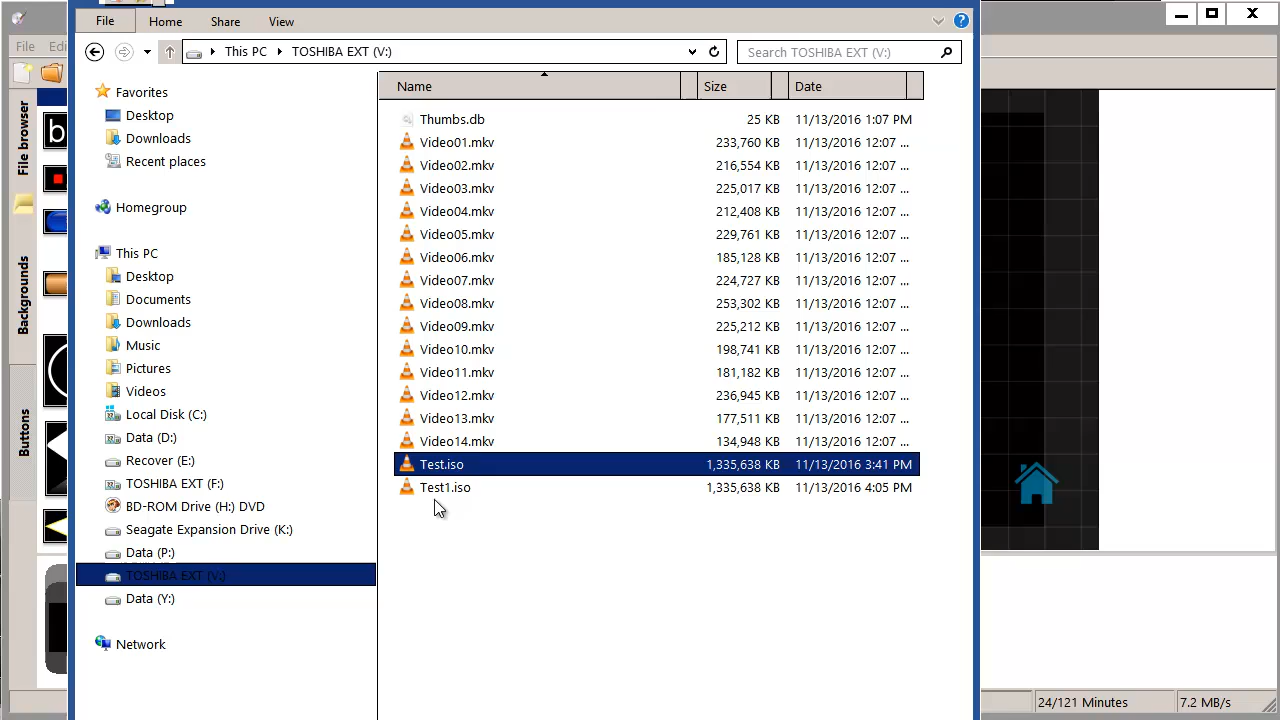 File Home Share View
File Edi
This PC TOSHIBA EXT (V:) Search TOSHIBA EXT (V:)
Name Size Date
Favorites
Desktop
Downloads
Recent places
Homegroup
This PC
Desktop
Documents
Downloads
Music
Pictures
Videos
Local Disk (C:)
Data (D:)
Recover (E:)
TOSHIBA EXT (F:)
BD-ROM Drive (H:) DVD
Seagate Expansion Drive (K:)
Data (P:)
TOSHIBA EXT (V:)
Data (Y:)
Network
Thumbs.db 25 KB 11/13/2016 1:07 PM
Video01.mkv 233,760 KB 11/13/2016 12:07 ...
Video02.mkv 216,554 KB 11/13/2016 12:07 ...
Video03.mkv 225,017 KB 11/13/2016 12:07 ...
Video04.mkv 212,408 KB 11/13/2016 12:07 ...
Video05.mkv 229,761 KB 11/13/2016 12:07 ...
Video06.mkv 185,128 KB 11/13/2016 12:07 ...
Video07.mkv 224,727 KB 11/13/2016 12:07 ...
Video08.mkv 253,302 KB 11/13/2016 12:07 ...
Video09.mkv 225,212 KB 11/13/2016 12:07 ...
Video10.mkv 198,741 KB 11/13/2016 12:07 ...
Video11.mkv 181,182 KB 11/13/2016 12:07 ...
Video12.mkv 236,945 KB 11/13/2016 12:07 ...
Video13.mkv 177,511 KB 11/13/2016 12:07 ...
Video14.mkv 134,948 KB 11/13/2016 12:07 ...
Test.iso 1,335,638 KB 11/13/2016 3:41 PM
Test1.iso 1,335,638 KB 11/13/2016 4:05 PM
File browser
Backgrounds
Buttons
b
24/121 Minutes 7.2 MB/s